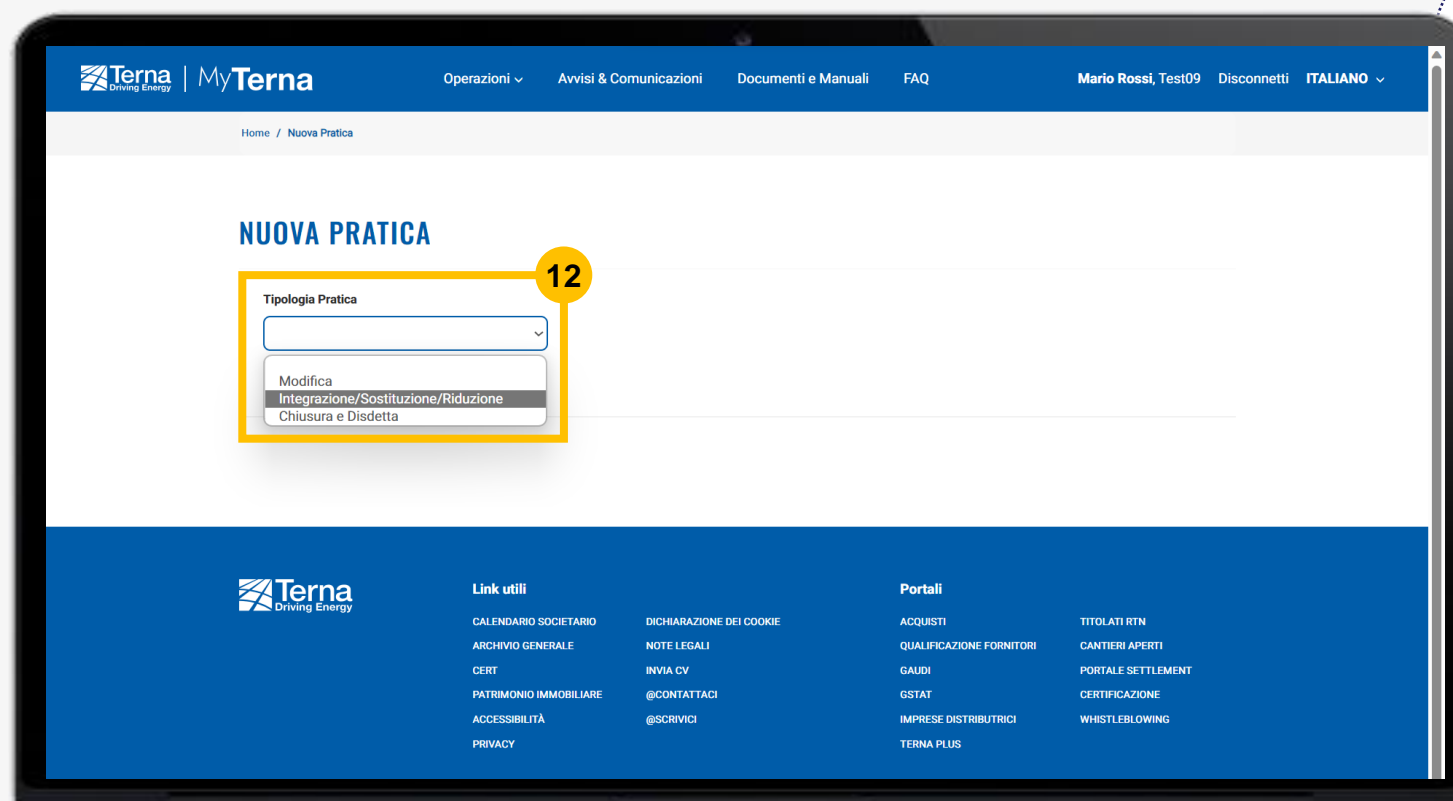 Terna
Driving Energy
MyTerna
Operazioni
Avvisi & Comunicazioni
Documenti e Manuali
FAQ
Mario Rossi, Test09
Disconnetti
ITALIANO
Home / Nuova Pratica
NUOVA PRATICA
12
Tipologia Pratica
Modifica
Integrazione/Sostituzione/Riduzione
Chiusura e Disdetta
Terna
Driving Energy
Link utili
CALENDARIO SOCIETARIO
ARCHIVIO GENERALE
CERT
PATRIMONIO IMMOBILIARE
ACCESSIBILITÀ
PRIVACY
DICHIARAZIONE DEI COOKIE
NOTE LEGALI
INVIA CV
@CONTATTACI
@SCRIVICI
Portali
ACQUISTI
QUALIFICAZIONE FORNITORI
GAUDI
GSTAT
IMPRESE DISTRIBUTRICI
TERNA PLUS
TITOLATI RTN
CANTIERI APERTI
PORTALE SETTLEMENT
CERTIFICAZIONE
WHISTLEBLOWING